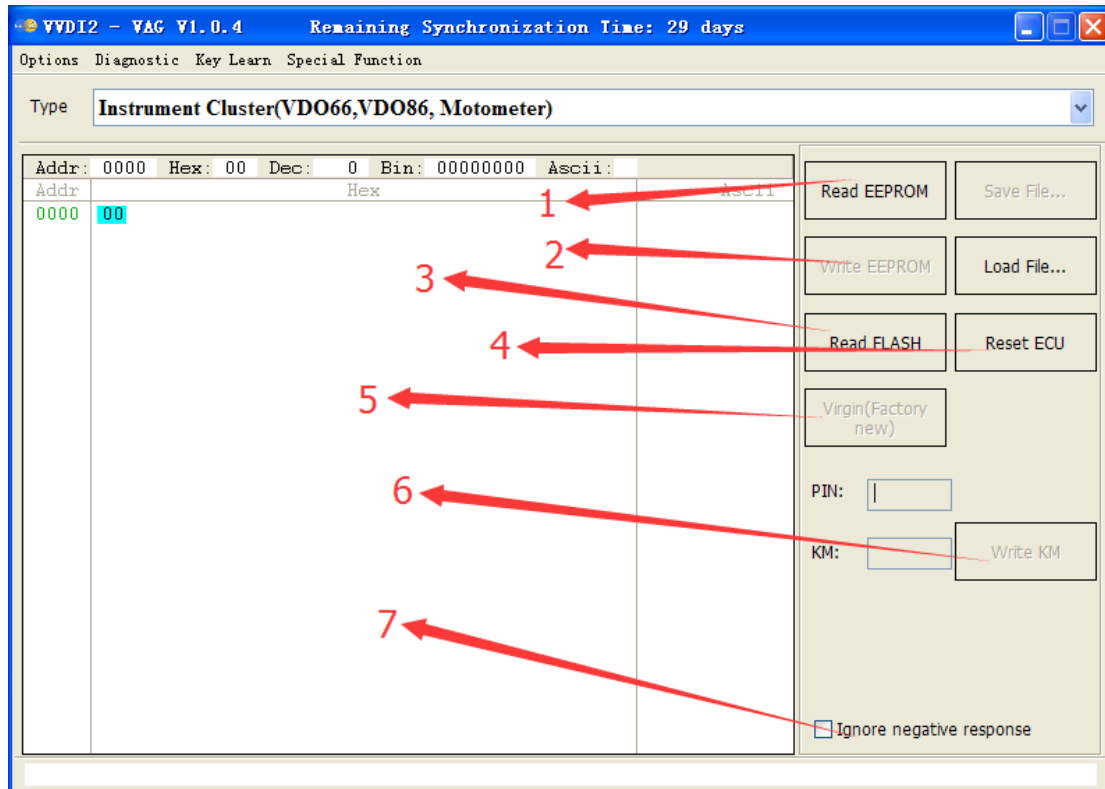 VVDI2 - VAG V1.0.4 Remaining Synchronization Time: 29 days
Options Diagnostic Key Learn Special Function
Type Instrument Cluster(VDO66,VDO86, Motometer)
Addr: 0000 Hex: 00 Dec: 0 Bin: 00000000 Ascii:
Addr Hex Ascii
0000 00
1 Read EEPROM Save File...
2 Write EEPROM Load File...
3
4 Read FLASH Reset ECU
5 Virgin(Factory
new)
6 PIN:
KM: Write KM
7
Ignore negative response